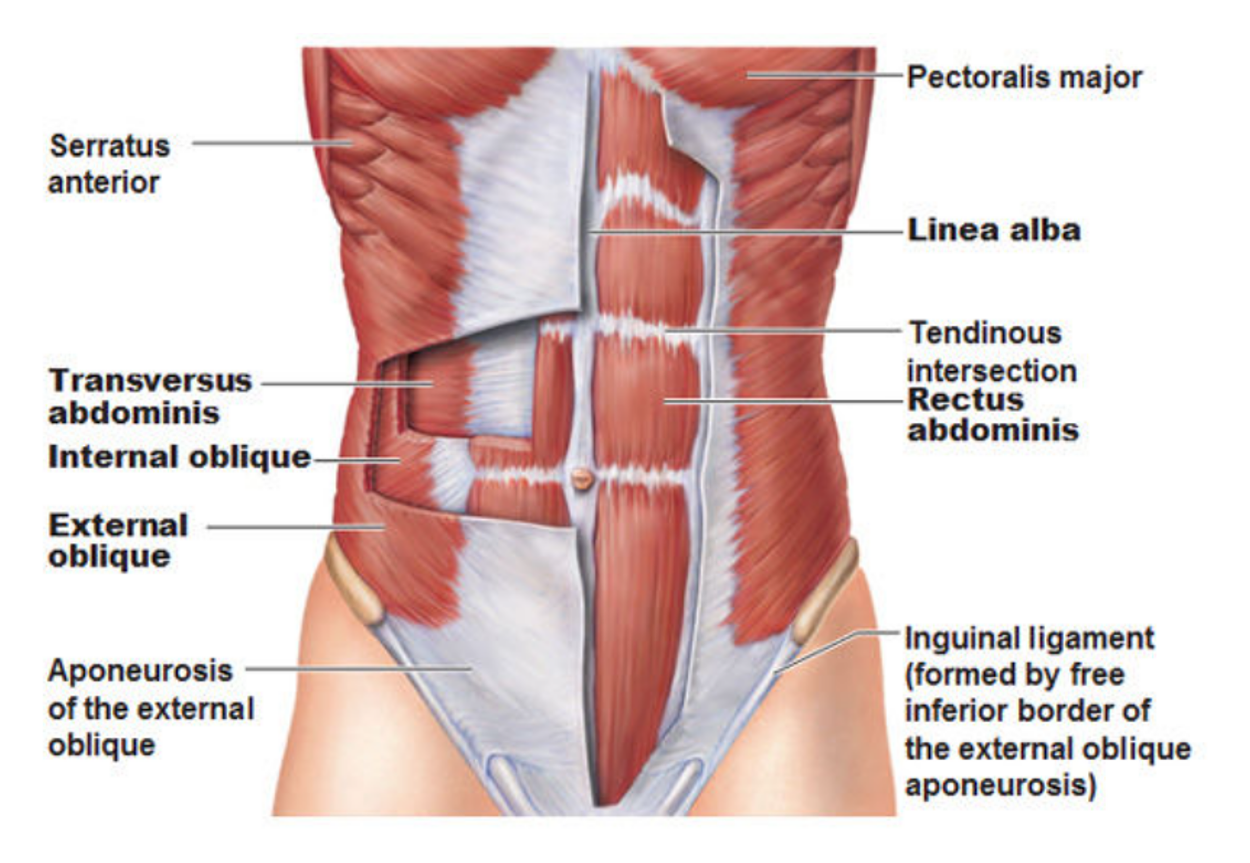 Serratus
anterior
Transversus
abdominis
Internal oblique
External
oblique
Aponeurosis
of the external
oblique
Pectoralis major
Linea alba
Tendinous
intersection
Rectus
abdominis
Inguinal ligament
(formed by free
inferior border of
the external oblique
aponeurosis)